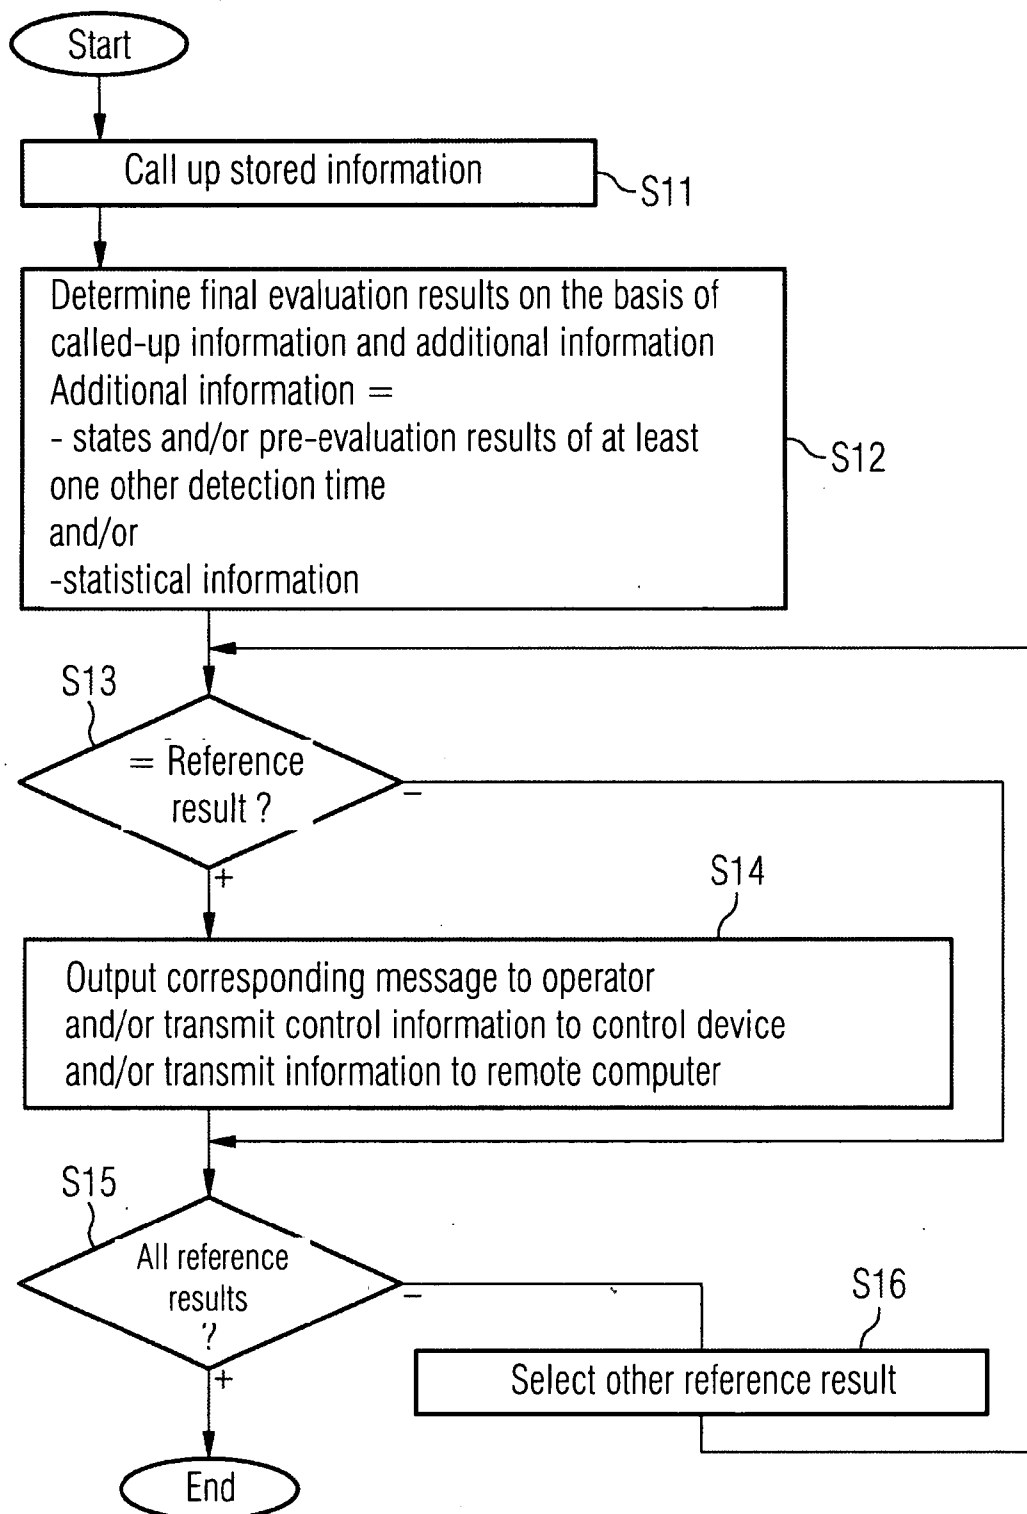 Start
Call up stored information
S11
Determine final evaluation results on the basis of
called-up information and additional information
Additional information =
- states and/or pre-evaluation results of at least
one other detection time
and/or
-statistical information
S12
S13
= Reference
result ?
−
+
S14
Output corresponding message to operator
and/or transmit control information to control device
and/or transmit information to remote computer
S15
All reference
results
?
−
+
S16
Select other reference result
End